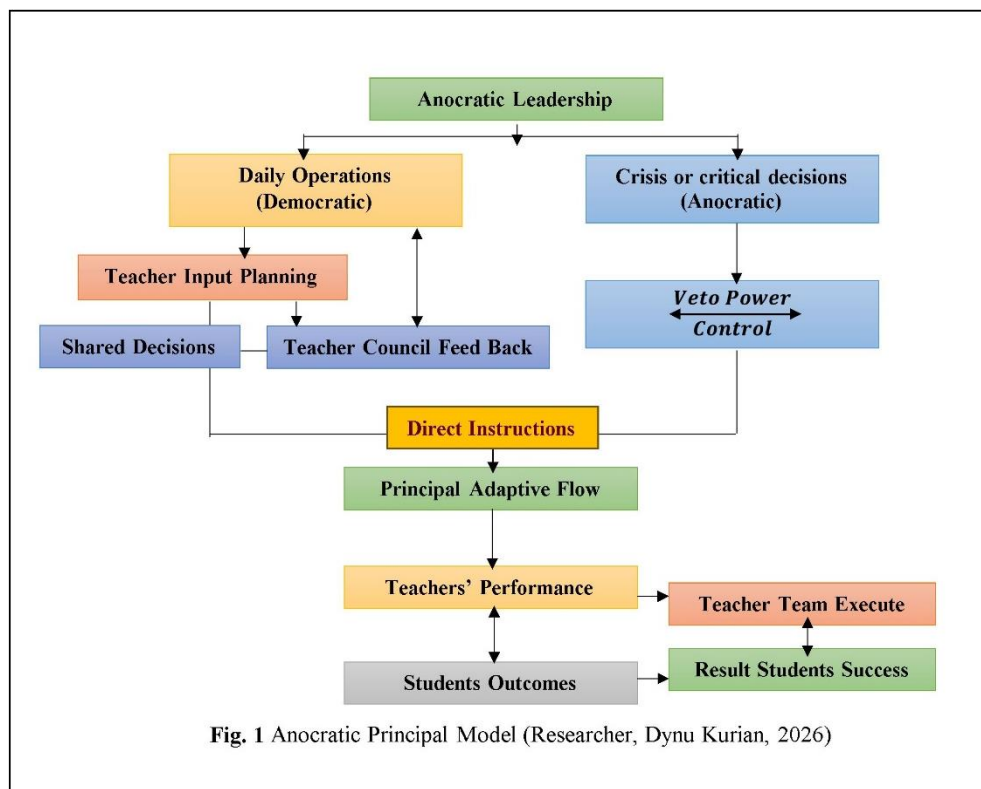 Anocratic Leadership
Daily Operations
(Democratic)
Crisis or critical decisions
(Anocratic)
Teacher Input Planning
Veto Power
Control
Shared Decisions
Teacher Council Feed Back
Direct Instructions
Principal Adaptive Flow
Teachers’ Performance
Teacher Team Execute
Students Outcomes
Result Students Success
Fig. 1 Anocratic Principal Model (Researcher, Dynu Kurian, 2026)